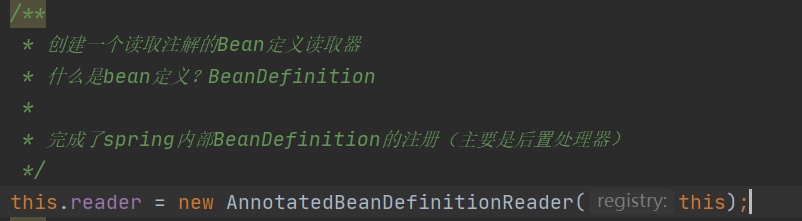 /**
 * 创建一个读取注解的Bean定义读取器
 * 什么是bean定义？BeanDefinition
 *
 * 完成了spring内部BeanDefinition的注册（主要是后置处理器）
 */
this.reader = new AnnotatedBeanDefinitionReader( registry: this);